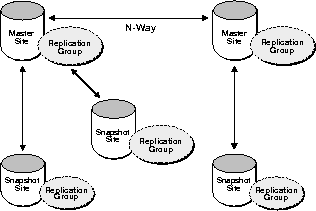 N-Way
Master
Site
Replication
Group
Master
Site
Replication
Group
Snapshot
Site
Replication
Group
Snapshot
Site
Replication
Group
Snapshot
Site
Replication
Group